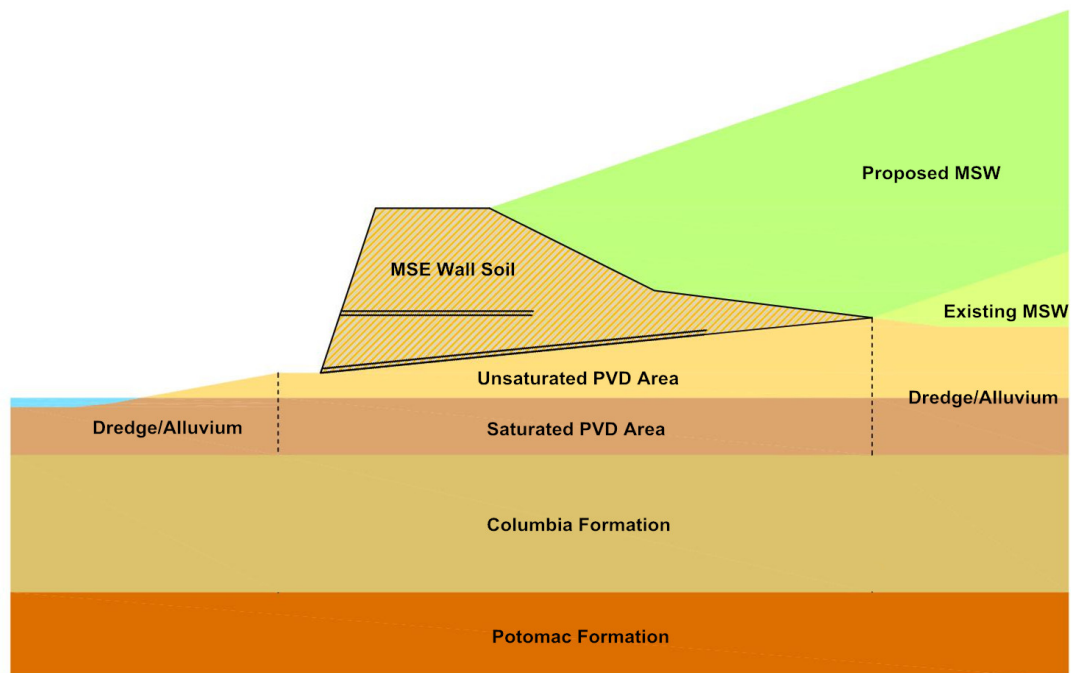 Proposed MSW
MSE Wall Soil
Existing MSW
Unsaturated PVD Area
Dredge/Alluvium
Dredge/Alluvium
Saturated PVD Area
Columbia Formation
Potomac Formation